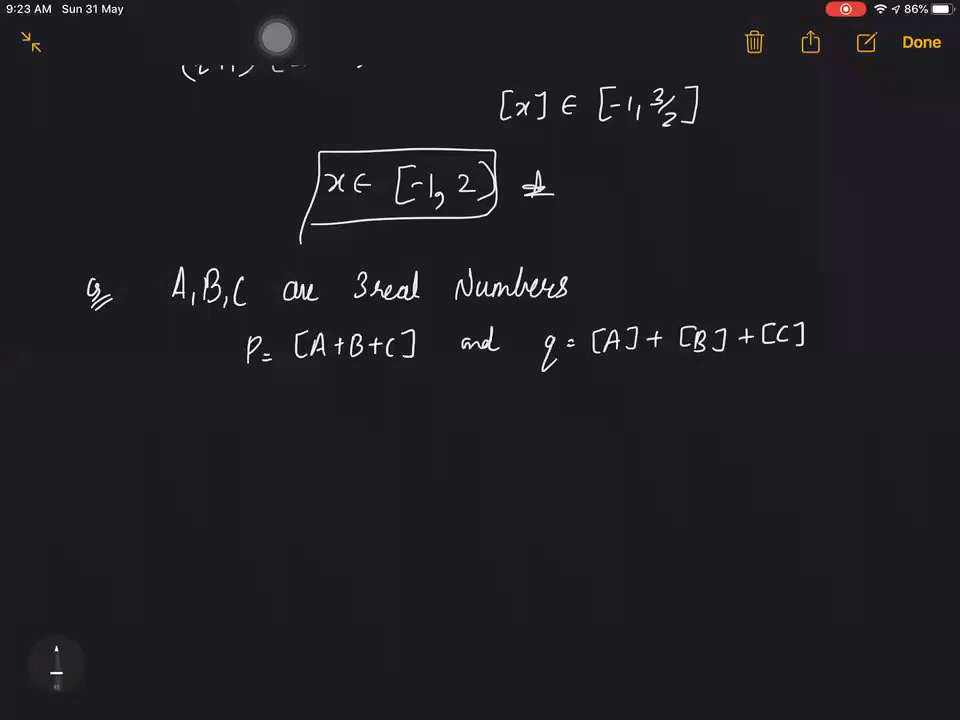 9:23 AM Sun 31 May 86%
Done
[x] ∈ [-1, 3/2]
x ∈ [-1, 2)
Q A, B, C are 3 real Numbers
P = [A+B+C] and q = [A] + [B] + [C]